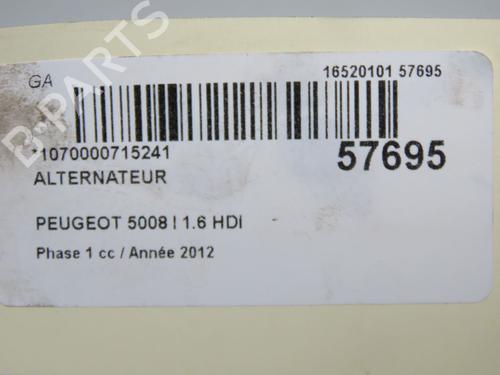 GA
16520101 57695
*1070000715241
57695
ALTERNATEUR
PEUGEOT 5008 I 1.6 HDI
Phase 1 cc / Année 2012
B-PARTS